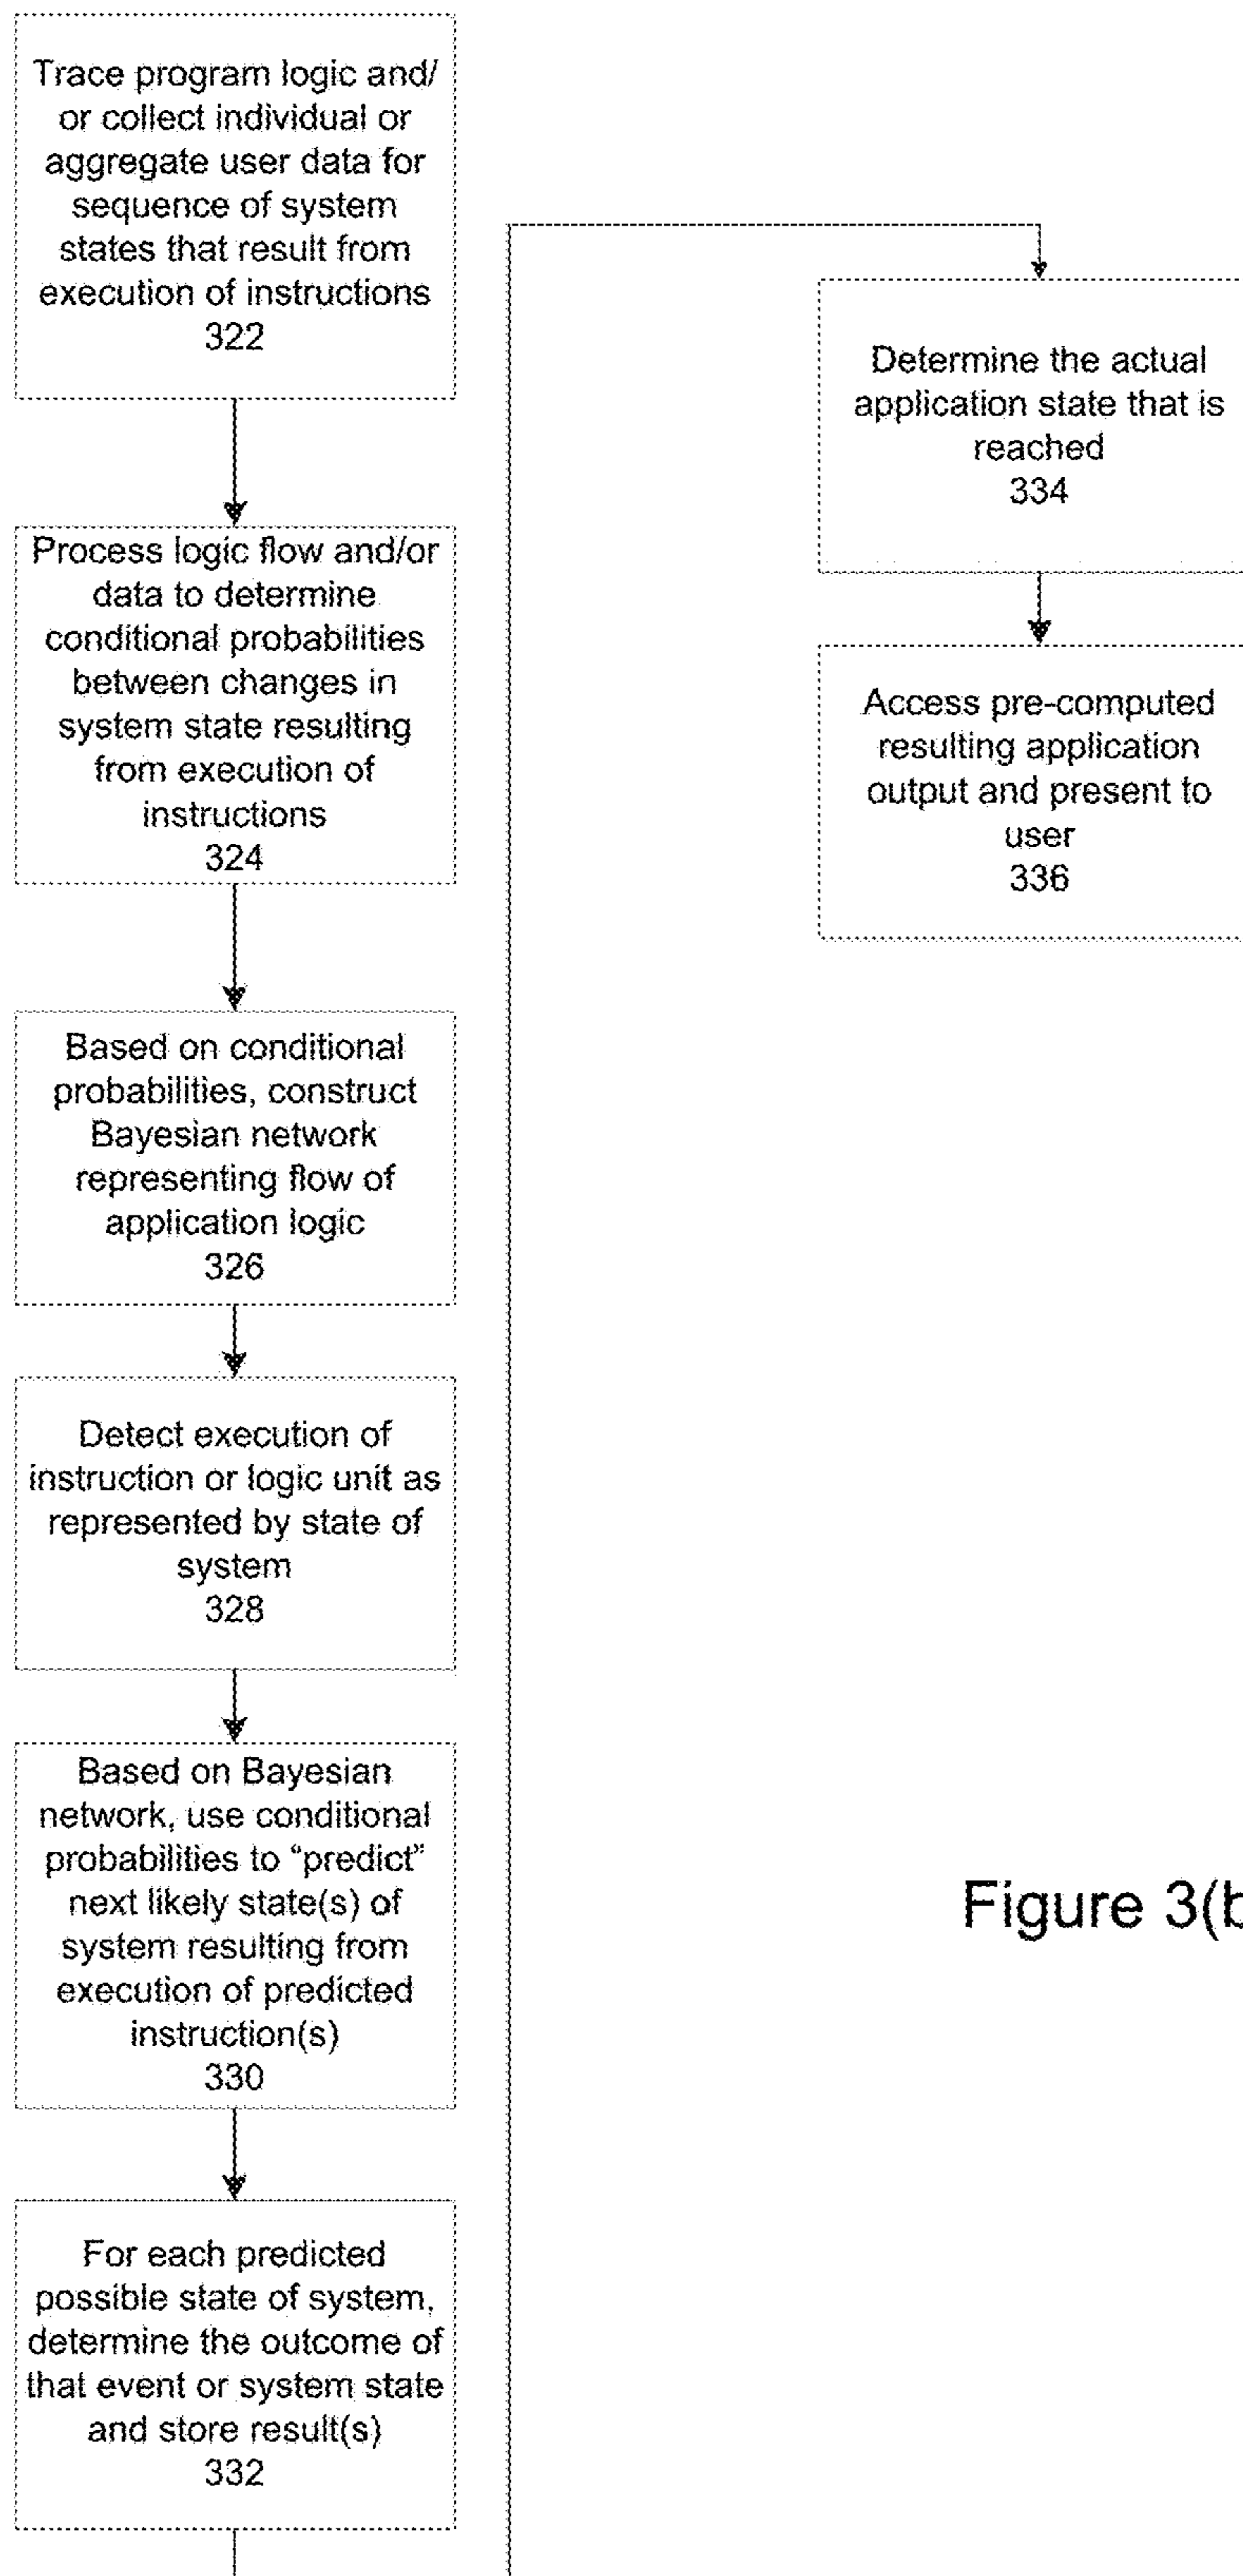 Trace program logic and/
or collect individual or
aggregate user data for
sequence of system
states that result from
execution of instructions
322
Process logic flow and/or
data to determine
conditional probabilities
between changes in
system state resulting
from execution of
instructions
324
Based on conditional
probabilities, construct
Bayesian network
representing flow of
application logic
326
Detect execution of
instruction or logic unit as
represented by state of
system
328
Based on Bayesian
network, use conditional
probabilities to “predict”
next likely state(s) of
system resulting from
execution of predicted
instruction(s)
330
For each predicted
possible state of system,
determine the outcome of
that event or system state
and store result(s)
332
Determine the actual
application state that is
reached
334
Access pre-computed
resulting application
output and present to
user
336
Figure 3(b